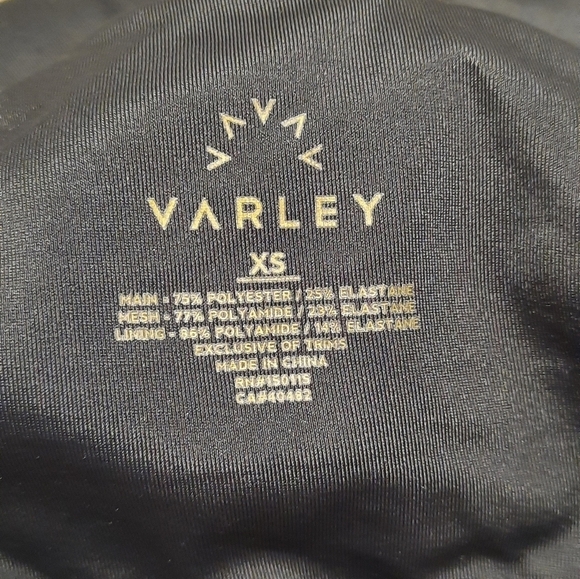 VARLEY
XS
MAIN - 75% POLYESTER / 25% ELASTANE
MESH - 77% POLYAMIDE / 23% ELASTANE
LINING - 86% POLYAMIDE / 14% ELASTANE
EXCLUSIVE OF TRIMS
MADE IN CHINA
RN#150115
CA#40462